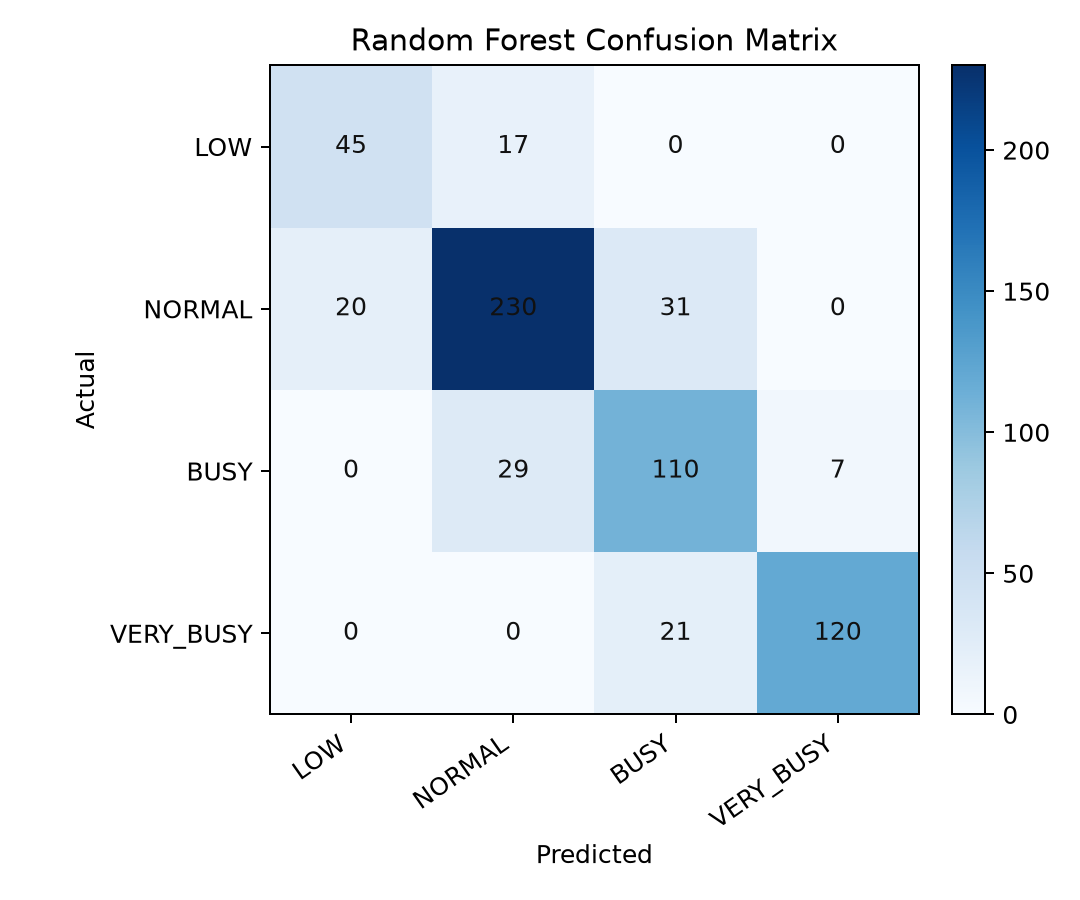 Random Forest Confusion Matrix
LOW 45 17 0 0
NORMAL 20 230 31 0
BUSY 0 29 110 7
VERY_BUSY 0 0 21 120
LOW NORMAL BUSY VERY_BUSY
Predicted
Actual
200
150
100
50
0